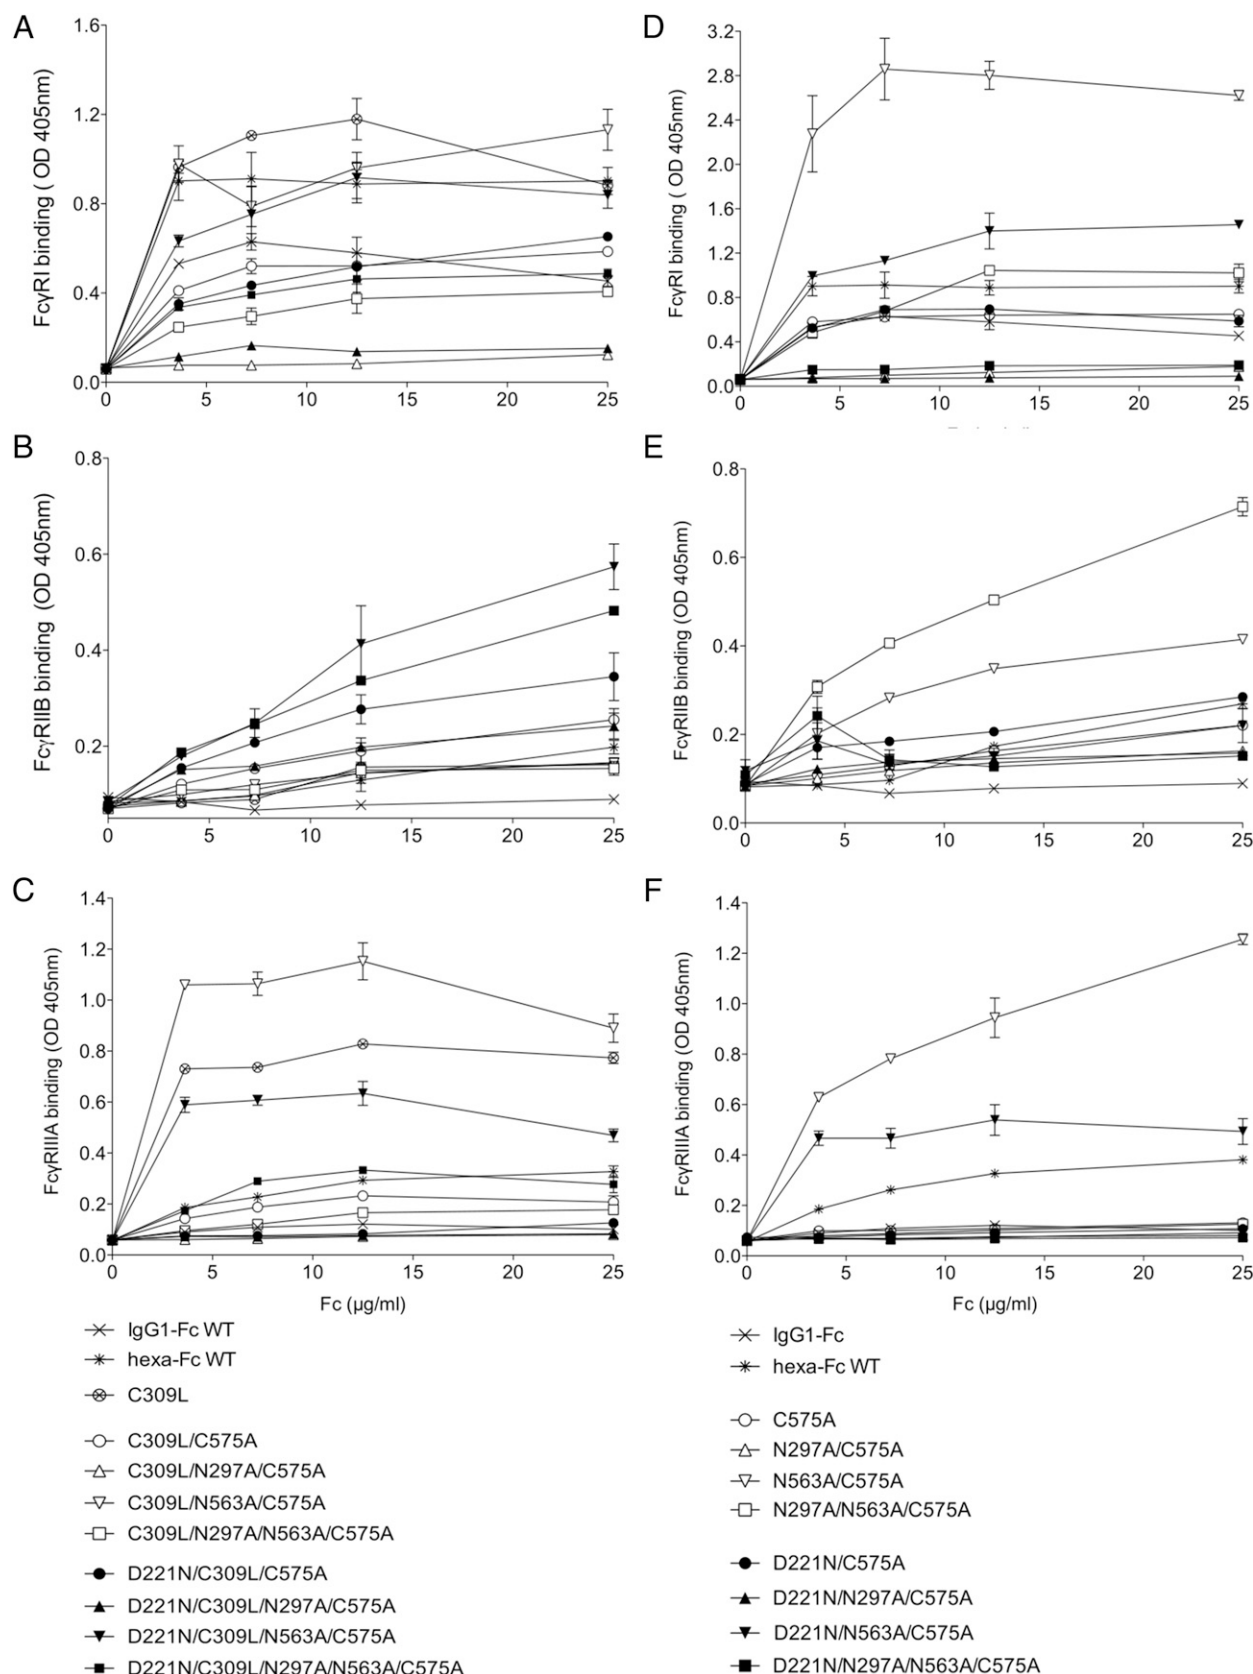 A
FcγRI binding ( OD 405nm)
1.6
1.2
0.8
0.4
0.0
0 5 10 15 20 25
D
FcγRI binding ( OD 405nm)
3.2
2.8
2.4
2.0
1.6
1.2
0.8
0.4
0.0
0 5 10 15 20 25
B
FcγRIIB binding (OD 405nm)
0.8
0.6
0.4
0.2
0 5 10 15 20 25
E
FcγRIIB binding (OD 405nm)
0.8
0.6
0.4
0.2
0.0
0 5 10 15 20 25
C
FcγRIIIA binding (OD 405nm)
1.4
1.2
1.0
0.8
0.6
0.4
0.2
0.0
0 5 10 15 20 25
Fc (μg/ml)
F
FcγRIIIA binding (OD 405nm)
1.4
1.2
1.0
0.8
0.6
0.4
0.2
0.0
0 5 10 15 20 25
Fc (μg/ml)
IgG1-Fc WT
hexa-Fc WT
C309L
C309L/C575A
C309L/N297A/C575A
C309L/N563A/C575A
C309L/N297A/N563A/C575A
D221N/C309L/C575A
D221N/C309L/N297A/C575A
D221N/C309L/N563A/C575A
D221N/C309L/N297A/N563A/C575A
IgG1-Fc
hexa-Fc WT
C575A
N297A/C575A
N563A/C575A
N297A/N563A/C575A
D221N/C575A
D221N/N297A/C575A
D221N/N563A/C575A
D221N/N297A/N563A/C575A